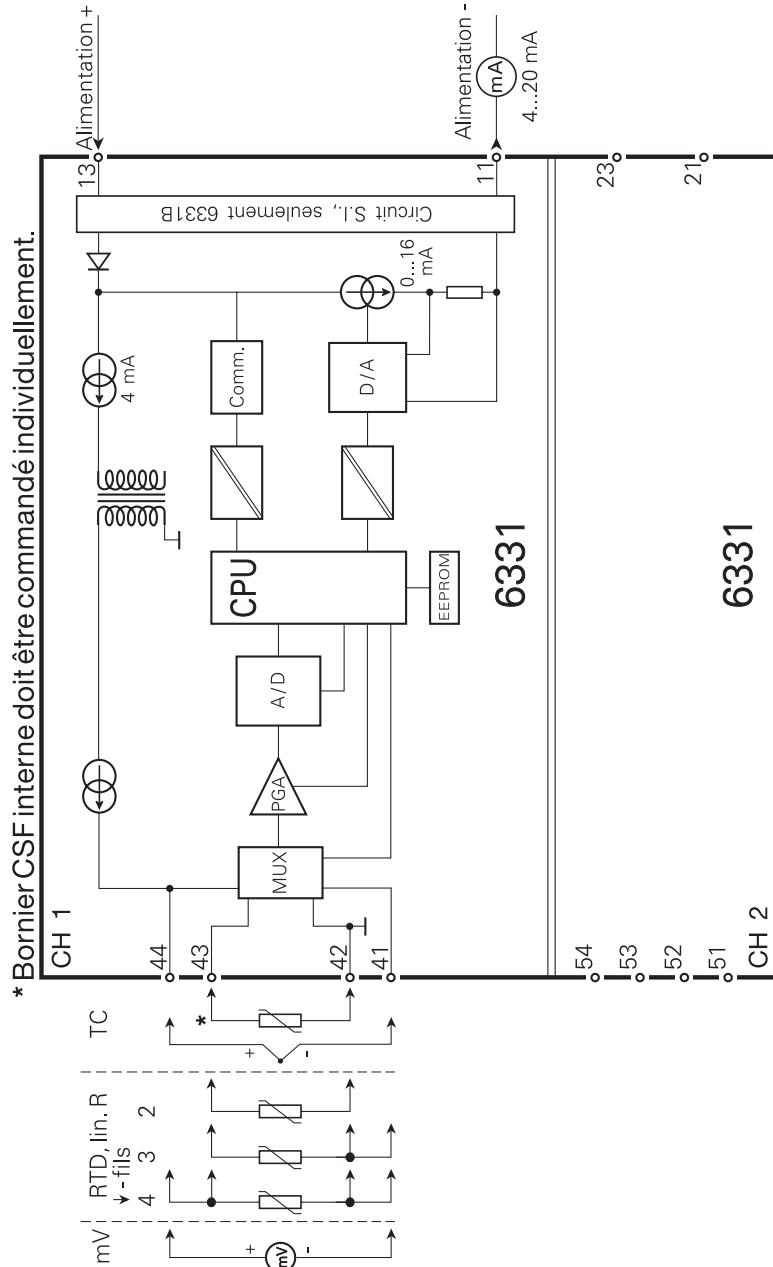 * Bornier CSF interne doit être commandé individuellement.
mV
RTD, lin. R
- fils
4
3
2
TC
+
-
mV
+
-
*
CH 1
44
43
42
41
MUX
PGA
A/D
CPU
EEPROM
Comm.
D/A
4 mA
0...16
mA
Circuit S.I., seulement 6331B
13
11
Alimentation +
Alimentation -
mA
4...20 mA
6331
54
53
52
51
CH 2
6331
23
21